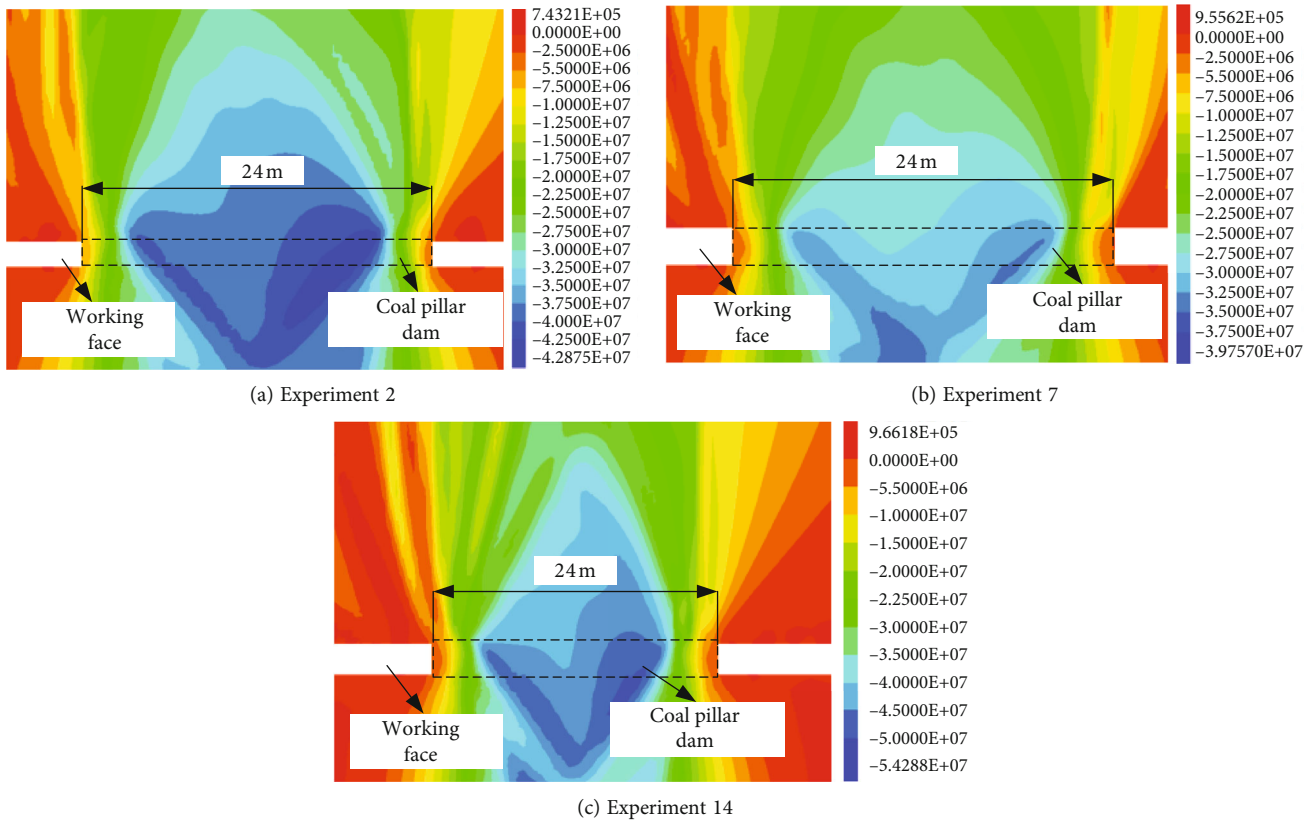 7.4321E+05
0.0000E+00
−2.5000E+06
−5.5000E+06
−7.5000E+06
−1.0000E+07
−1.2500E+07
−1.5000E+07
−1.7500E+07
−2.0000E+07
−2.2500E+07
−2.5000E+07
−2.7500E+07
−3.0000E+07
−3.2500E+07
−3.5000E+07
−3.7500E+07
−4.000E+07
−4.2500E+07
−4.2875E+07
24 m
Working
face
Coal pillar
dam
(a) Experiment 2
9.5562E+05
0.0000E+00
−2.5000E+06
−5.5000E+06
−7.5000E+06
−1.0000E+07
−1.2500E+07
−1.5000E+07
−1.7500E+07
−2.0000E+07
−2.2500E+07
−2.5000E+07
−2.7500E+07
−3.0000E+07
−3.2500E+07
−3.5000E+07
−3.7500E+07
−3.97570E+07
24 m
Working
face
Coal pillar
dam
(b) Experiment 7
9.6618E+05
0.0000E+00
−5.5000E+06
−1.0000E+07
−1.5000E+07
−2.0000E+07
−2.2500E+07
−3.0000E+07
−3.5000E+07
−4.0000E+07
−4.5000E+07
−5.0000E+07
−5.4288E+07
24 m
Working
face
Coal pillar
dam
(c) Experiment 14